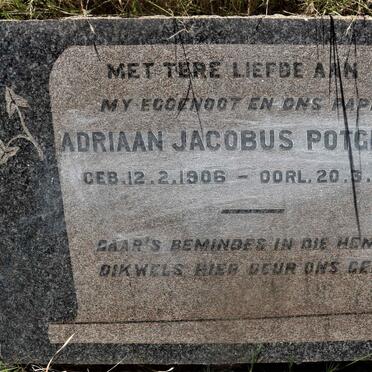 MET TERE LIEFDE AAN
MY EGGENOOT EN ONS PAP
ADRIAAN JACOBUS POTG
GEB. 12.2.1906 - OORL. 20.3.
DAAR'S BEMINDES IN DIE HEM
DIKWELS HIER DEUR ONS GE